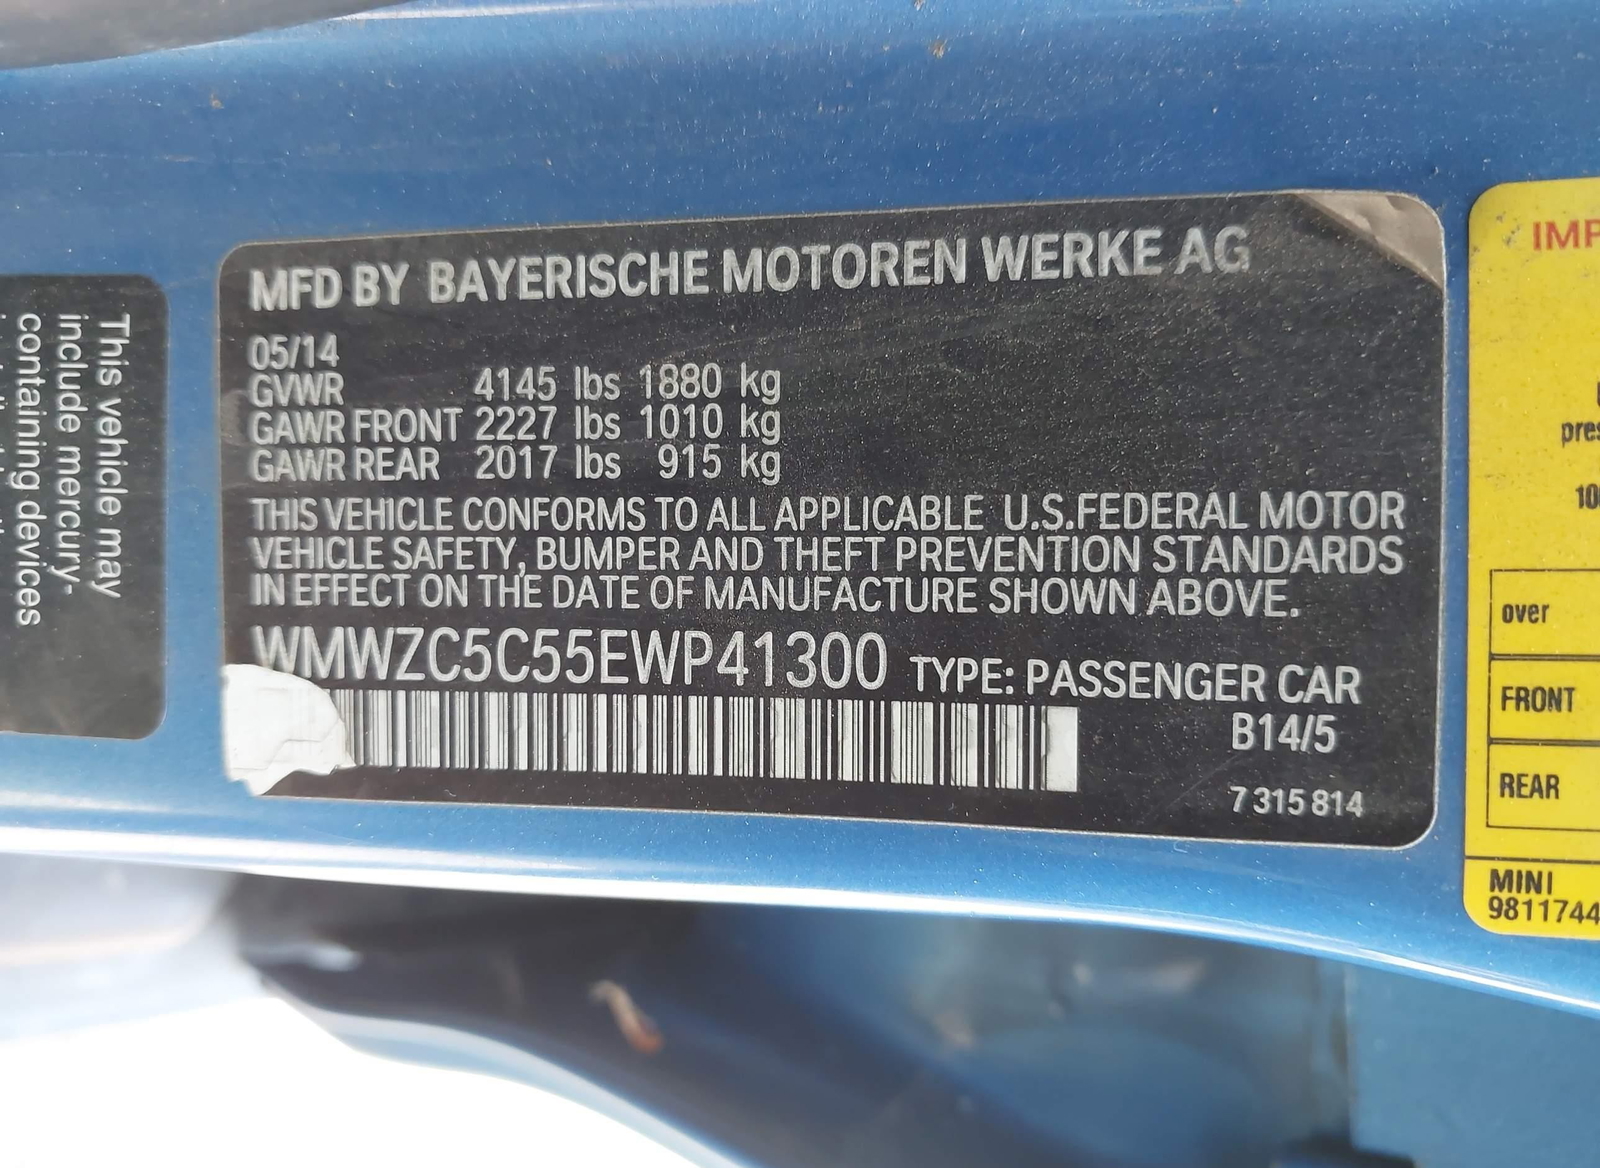 This vehicle may
include mercury-
containing devices
MFD BY BAYERISCHE MOTOREN WERKE AG
05/14
GVWR 4145 lbs 1880 kg
GAWR FRONT 2227 lbs 1010 kg
GAWR REAR 2017 lbs 915 kg
THIS VEHICLE CONFORMS TO ALL APPLICABLE U.S.FEDERAL MOTOR
VEHICLE SAFETY, BUMPER AND THEFT PREVENTION STANDARDS
IN EFFECT ON THE DATE OF MANUFACTURE SHOWN ABOVE.
WMWZC5C55EWP41300 TYPE: PASSENGER CAR
B14/5
7 315 814
IMP
pres
10
over
FRONT
REAR
MINI
9811744